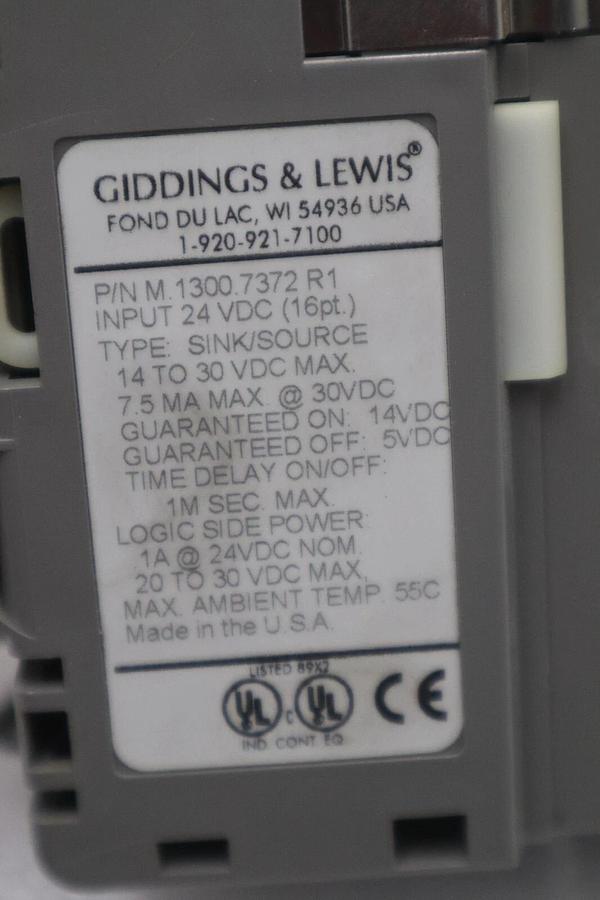 GIDDINGS & LEWIS®
FOND DU LAC, WI 54936 USA
1-920-921-7100
P/N M.1300.7372 R1
INPUT 24 VDC (16pt.)
TYPE: SINK/SOURCE
14 TO 30 VDC MAX.
7.5 MA MAX. @ 30VDC
GUARANTEED ON: 14VDC
GUARANTEED OFF: 5VDC
TIME DELAY ON/OFF:
1M SEC. MAX.
LOGIC SIDE POWER:
1A @ 24VDC NOM.
20 TO 30 VDC MAX.
MAX. AMBIENT TEMP. 55C
Made in the U.S.A.
LISTED 89X2
UL C UL CE
IND. CONT. EQ